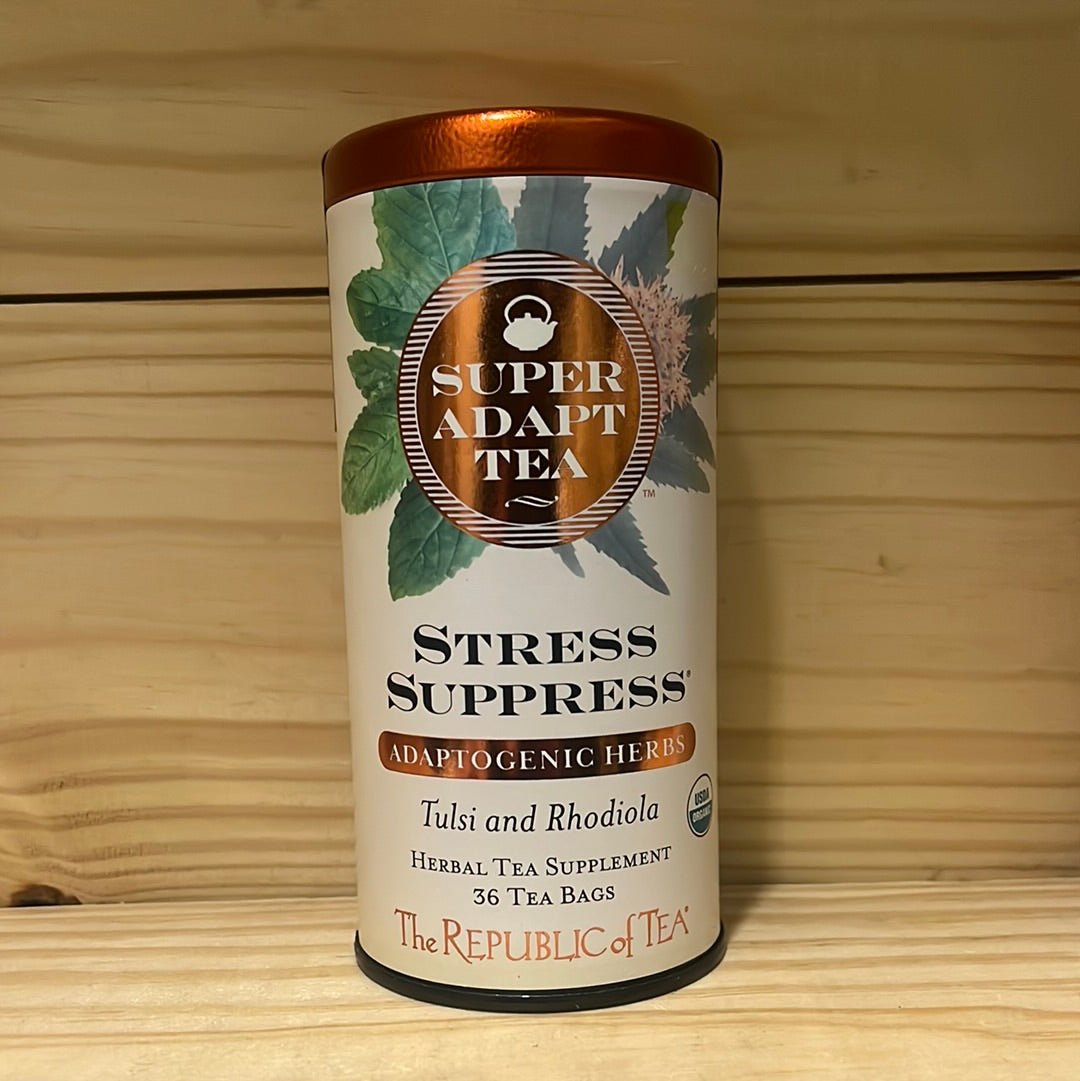 SUPER
ADAPT
TEA
TM
STRESS
SUPPRESS®
ADAPTOGENIC HERBS
Tulsi and Rhodiola
USDA
ORGANIC
HERBAL TEA SUPPLEMENT
36 TEA BAGS
The REPUBLIC of TEA®